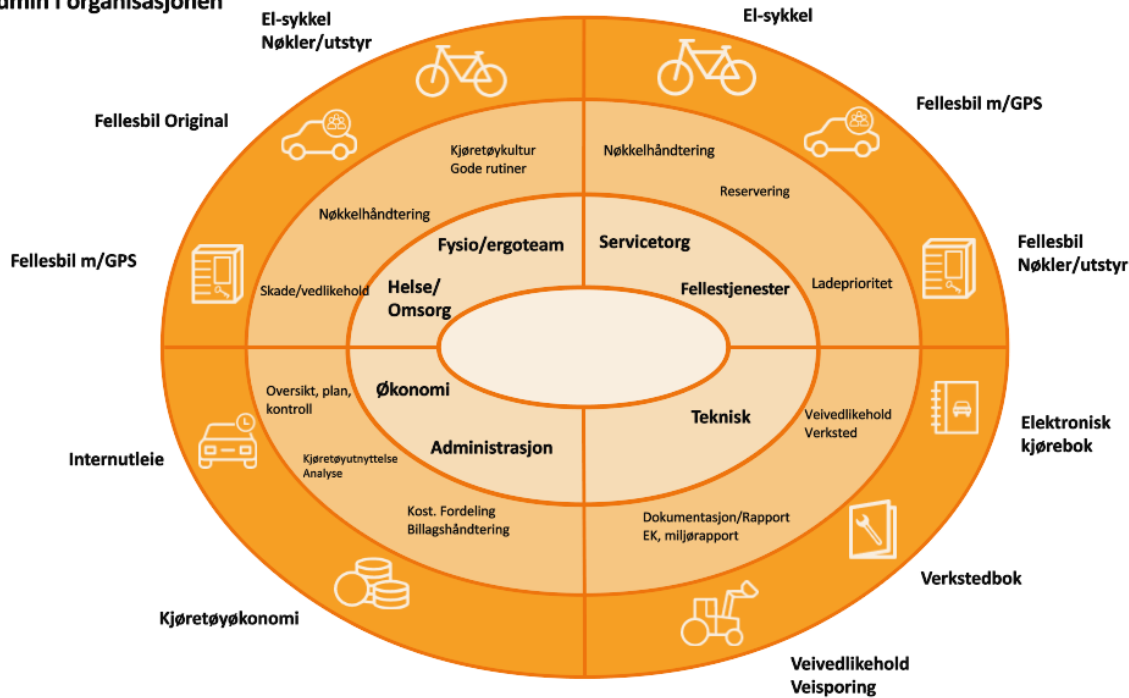 dmin i organisasjonen
El-sykkel
Nøkler/utstyr
El-sykkel
Fellesbil Original
Fellesbil m/GPS
Kjøretøykultur
Gode rutiner
Nøkkelhåndtering
Reservering
Nøkkelhåndtering
Fysio/ergoteam
Servicetorg
Fellesbil m/GPS
Fellesbil
Nøkler/utstyr
Skade/vedlikehold
Helse/
Omsorg
Fellestjenester
Ladeprioritet
Oversikt, plan,
kontroll
Økonomi
Teknisk
Veivedlikehold
Verksted
Elektronisk
kjørebok
Internutleie
Kjøretøyutnyttelse
Analyse
Administrasjon
Kost. Fordeling
Billagshåndtering
Dokumentasjon/Rapport
EK, miljørapport
Verkstedbok
Kjøretøyøkonomi
Veivedlikehold
Veisporing